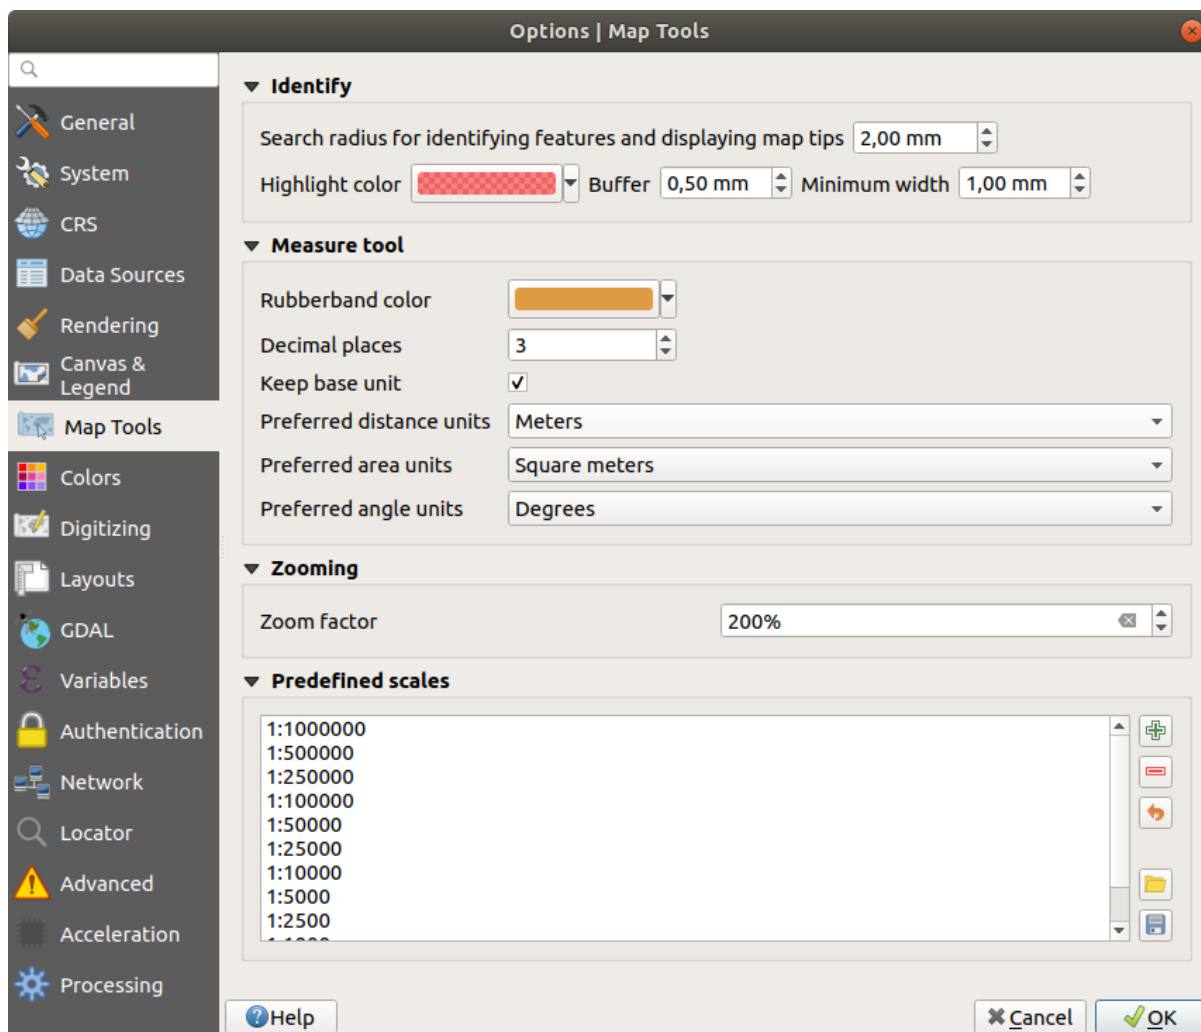 Options | Map Tools
General
System
CRS
Data Sources
Rendering
Canvas &
Legend
Map Tools
Colors
Digitizing
Layouts
GDAL
Variables
Authentication
Network
Locator
Advanced
Acceleration
Processing
Identify
Search radius for identifying features and displaying map tips 2,00 mm
Highlight color Buffer 0,50 mm Minimum width 1,00 mm
Measure tool
Rubberband color
Decimal places 3
Keep base unit
Preferred distance units Meters
Preferred area units Square meters
Preferred angle units Degrees
Zooming
Zoom factor 200%
Predefined scales
1:1000000
1:500000
1:250000
1:100000
1:50000
1:25000
1:10000
1:5000
1:2500
Help Cancel OK